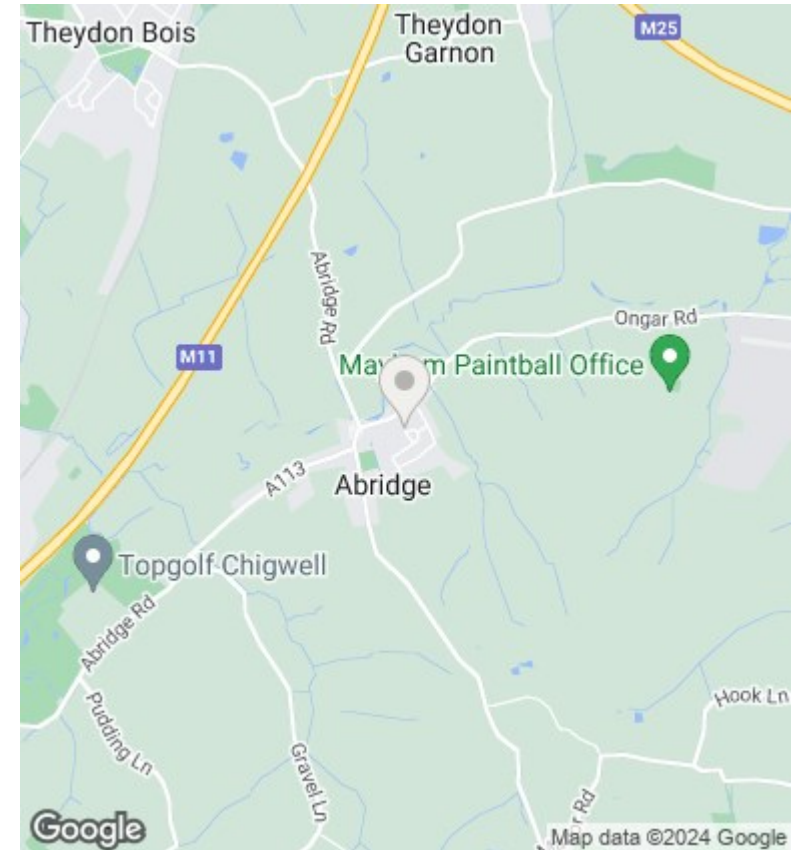 Theydon Bois
Theydon
Garnon
M25
Abridge Rd
Ongar Rd
M11
Paintball Office
A113
Abridge
Topgolf Chigwell
Abridge Rd
Pudding Ln
Gravel Ln
Hook Ln
Rd
Google
Map data ©2024 Google